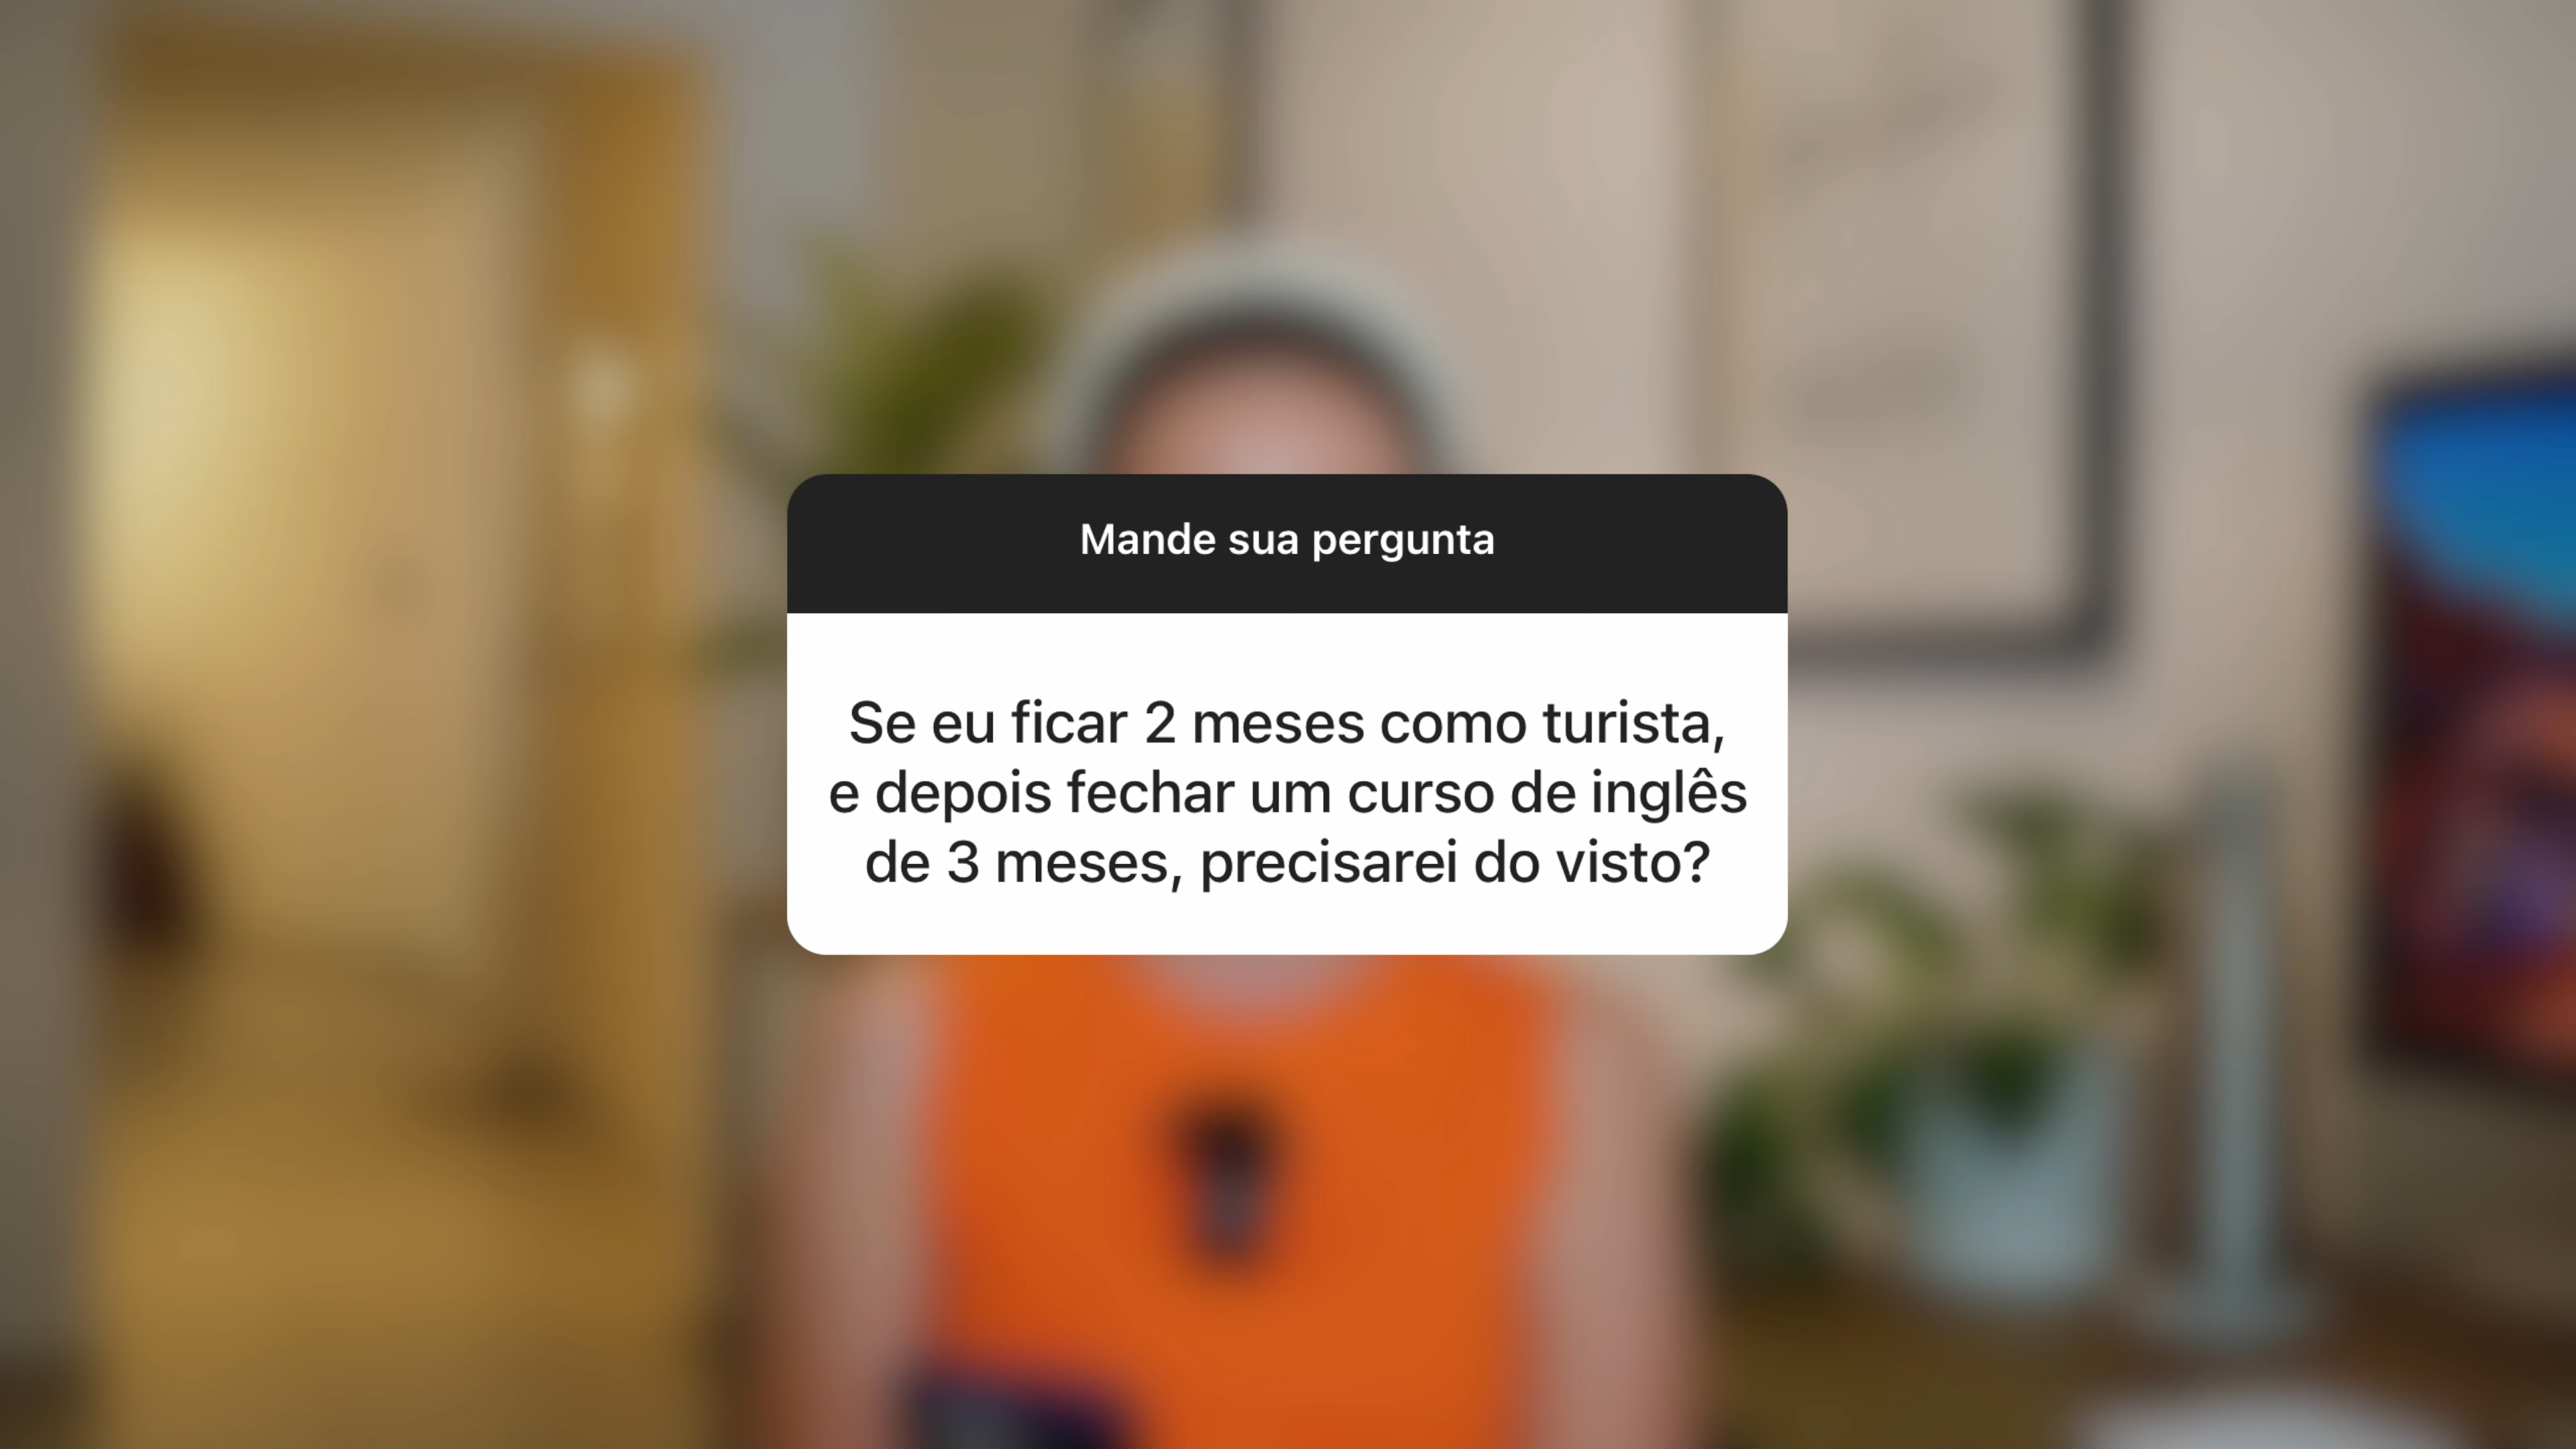 Mande sua pergunta
Se eu ficar 2 meses como turista,
e depois fechar um curso de inglês
de 3 meses, precisarei do visto?